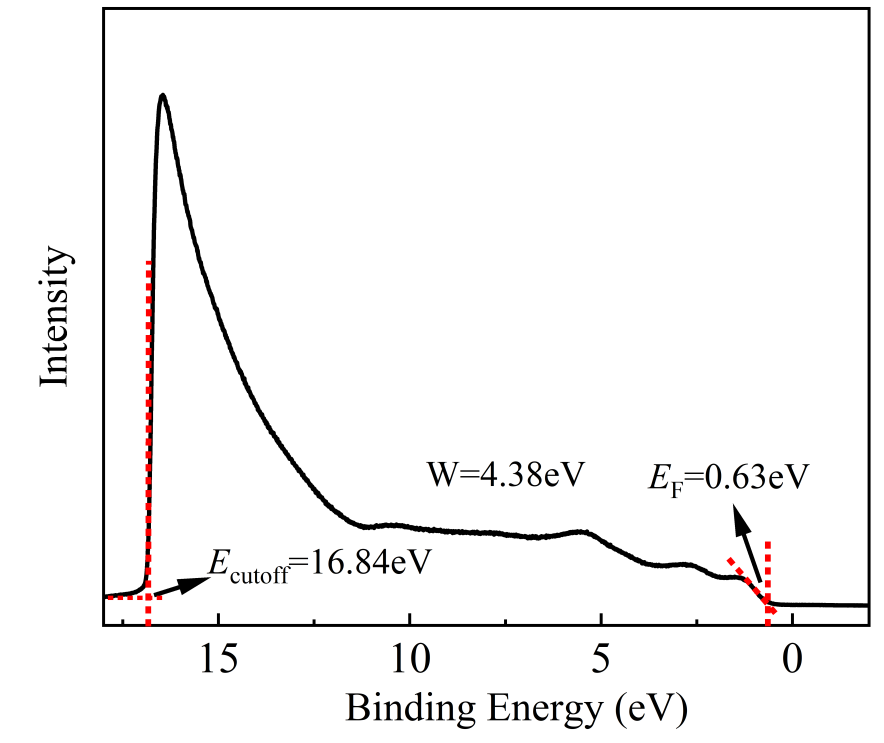 Intensity
W=4.38eV
EF=0.63eV
Ecutoff=16.84eV
15
10
5
0
Binding Energy (eV)